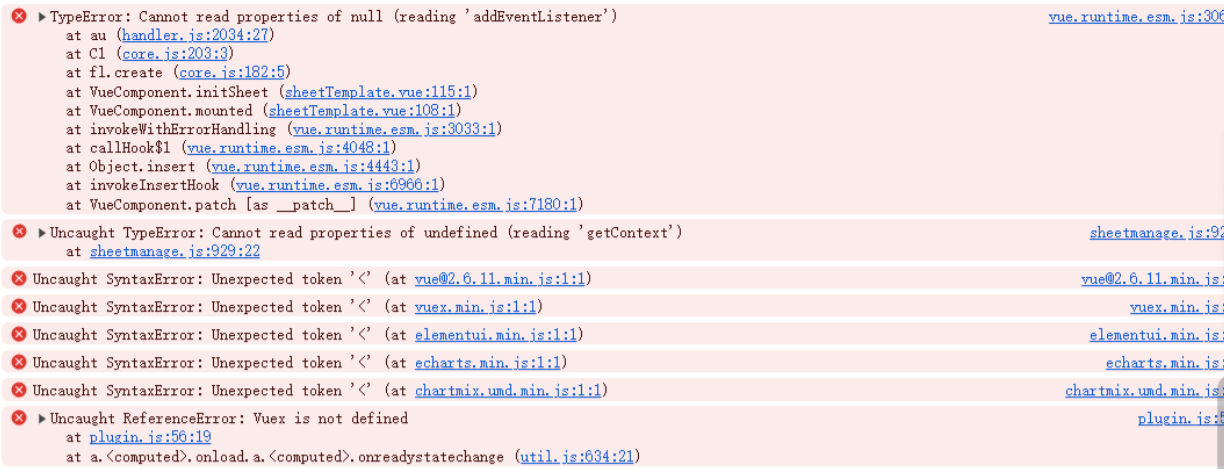 TypeError: Cannot read properties of null (reading 'addEventListener') vue.runtime.esm.js:306
at au (handler.js:2034:27)
at C1 (core.js:203:3)
at fl.create (core.js:182:5)
at VueComponent.initSheet (sheetTemplate.vue:115:1)
at VueComponent.mounted (sheetTemplate.vue:108:1)
at invokeWithErrorHandling (vue.runtime.esm.js:3033:1)
at callHook$1 (vue.runtime.esm.js:4048:1)
at Object.insert (vue.runtime.esm.js:4443:1)
at invokeInsertHook (vue.runtime.esm.js:6966:1)
at VueComponent.patch [as __patch__] (vue.runtime.esm.js:7180:1)
Uncaught TypeError: Cannot read properties of undefined (reading 'getContext') sheetmanage.js:92
at sheetmanage.js:929:22
Uncaught SyntaxError: Unexpected token '<' (at vue@2.6.11.min.js:1:1) vue@2.6.11.min.js:
Uncaught SyntaxError: Unexpected token '<' (at vuex.min.js:1:1) vuex.min.js:
Uncaught SyntaxError: Unexpected token '<' (at elementui.min.js:1:1) elementui.min.js:
Uncaught SyntaxError: Unexpected token '<' (at echarts.min.js:1:1) echarts.min.js:
Uncaught SyntaxError: Unexpected token '<' (at chartmix.umd.min.js:1:1) chartmix.umd.min.js:
Uncaught ReferenceError: Vuex is not defined plugin.js:5
at plugin.js:56:19
at a.<computed>.onload.a.<computed>.onreadystatechange (util.js:634:21)